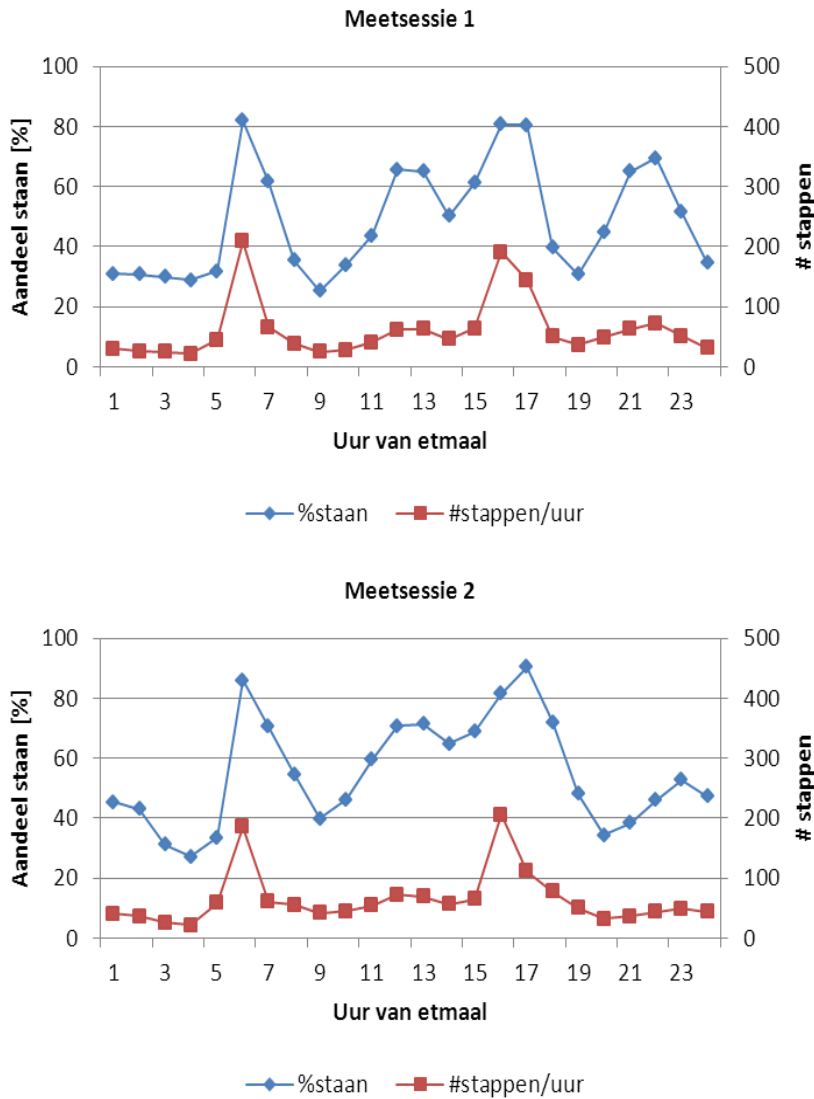 Meetsessie 1
100 500
80 400
60 300
40 200
20 100
0 0
Aandeel staan [%]
# stappen
1 3 5 7 9 11 13 15 17 19 21 23
Uur van etmaal
%staan #stappen/uur
Meetsessie 2
100 500
80 400
60 300
40 200
20 100
0 0
Aandeel staan [%]
# stappen
1 3 5 7 9 11 13 15 17 19 21 23
Uur van etmaal
%staan #stappen/uur